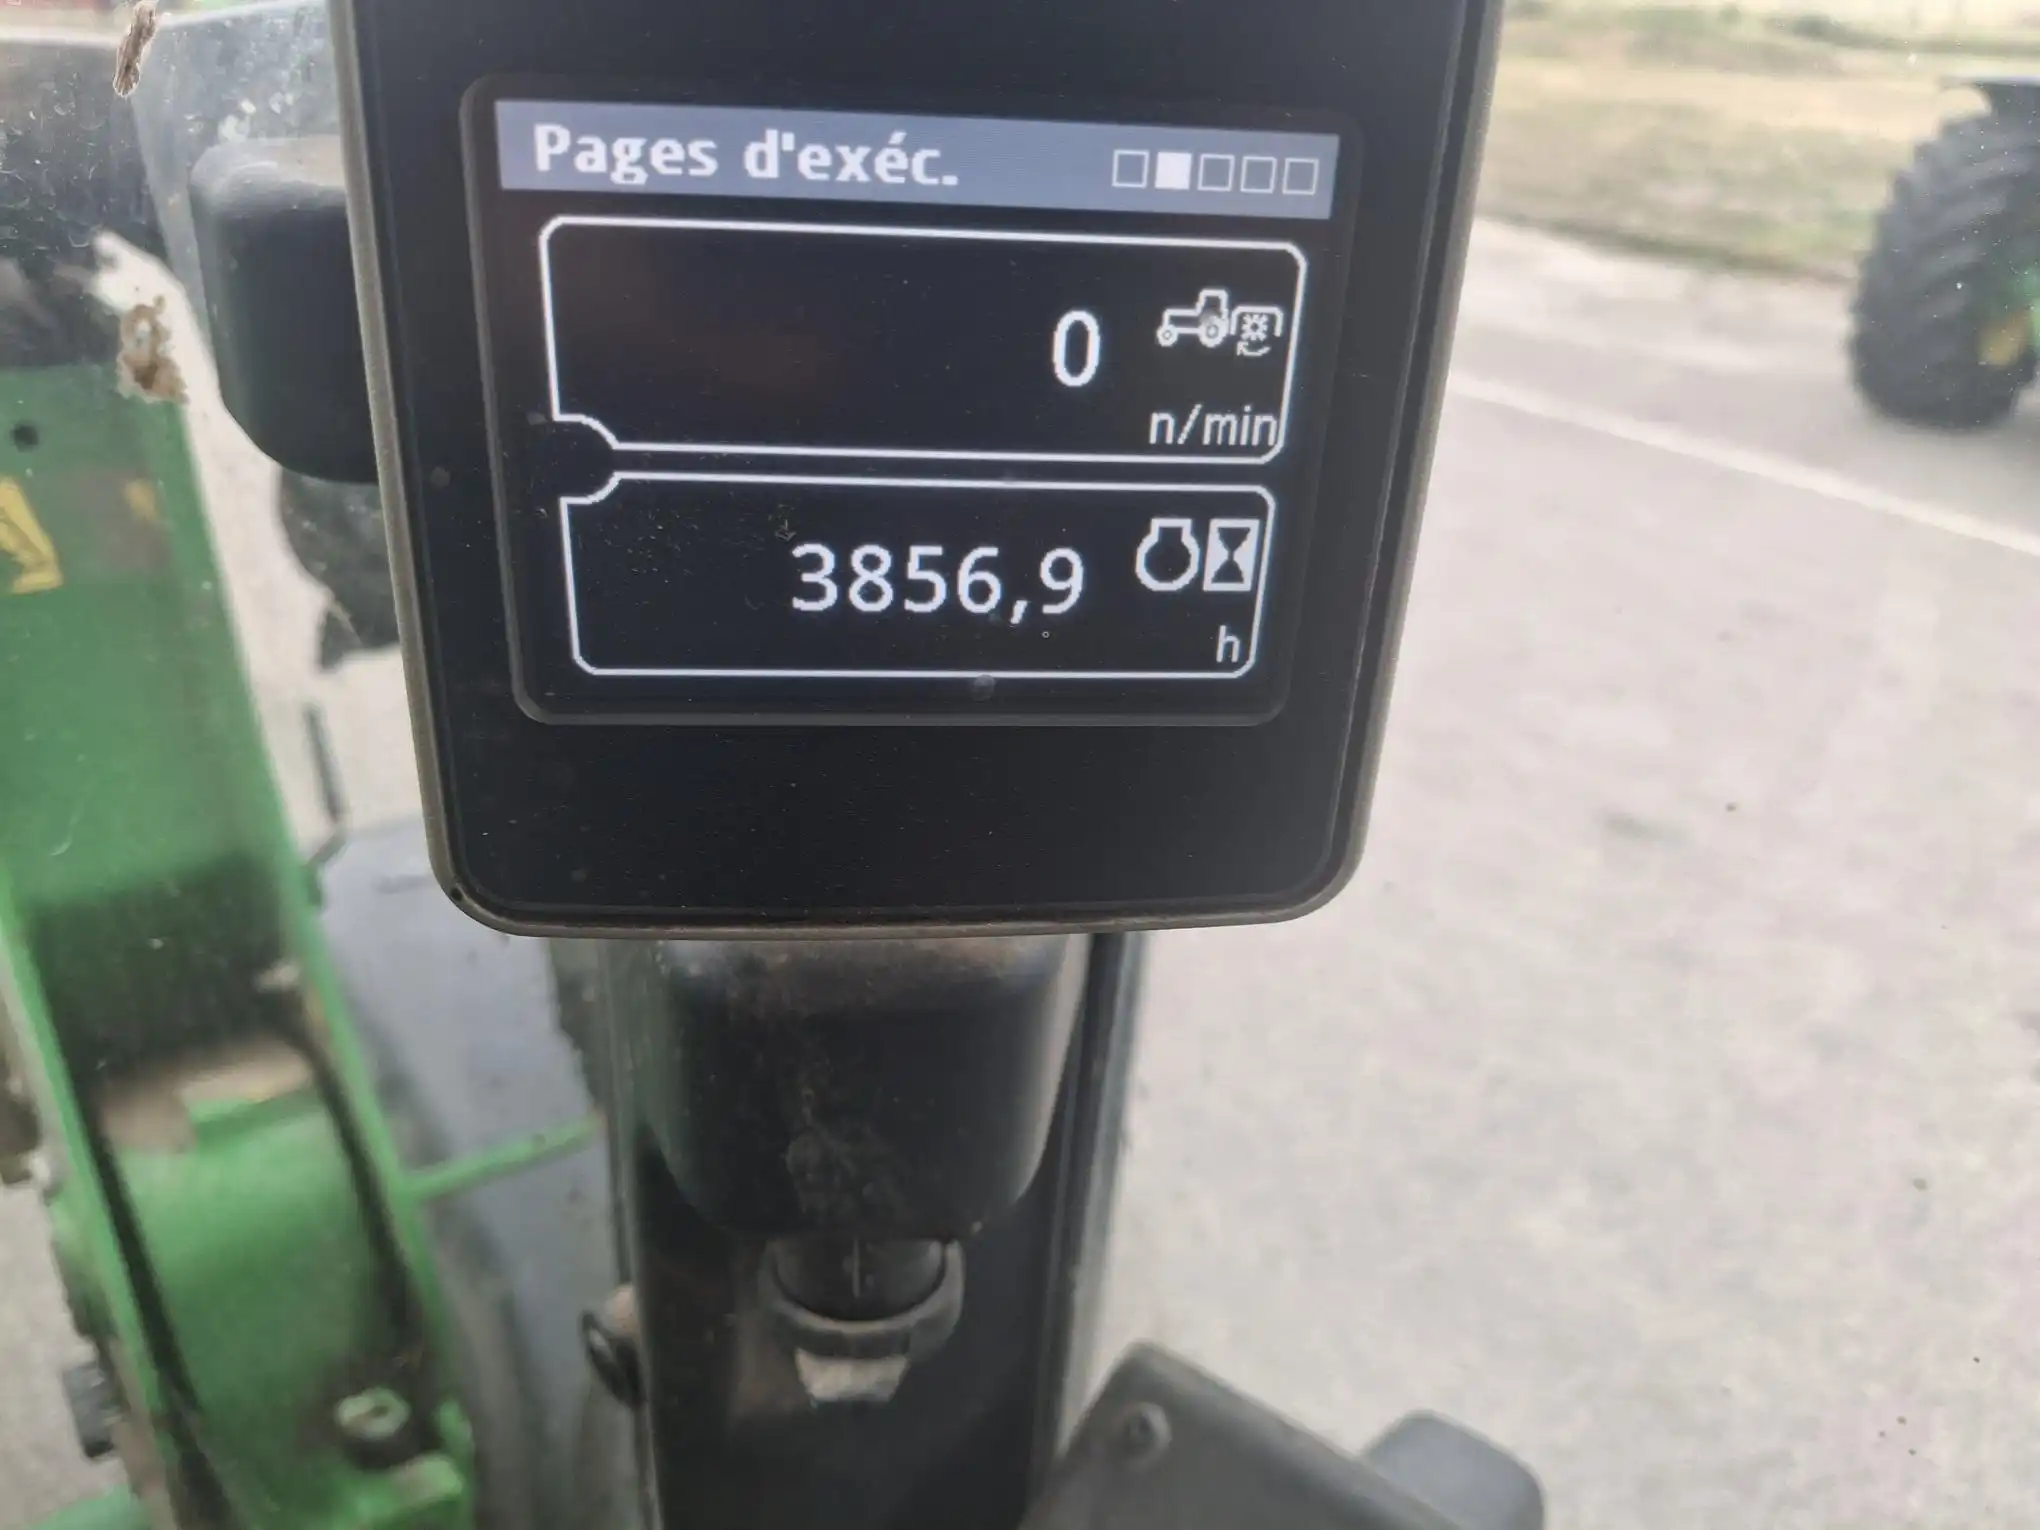 Pages d'exéc.
0
n/min
3856,9
h